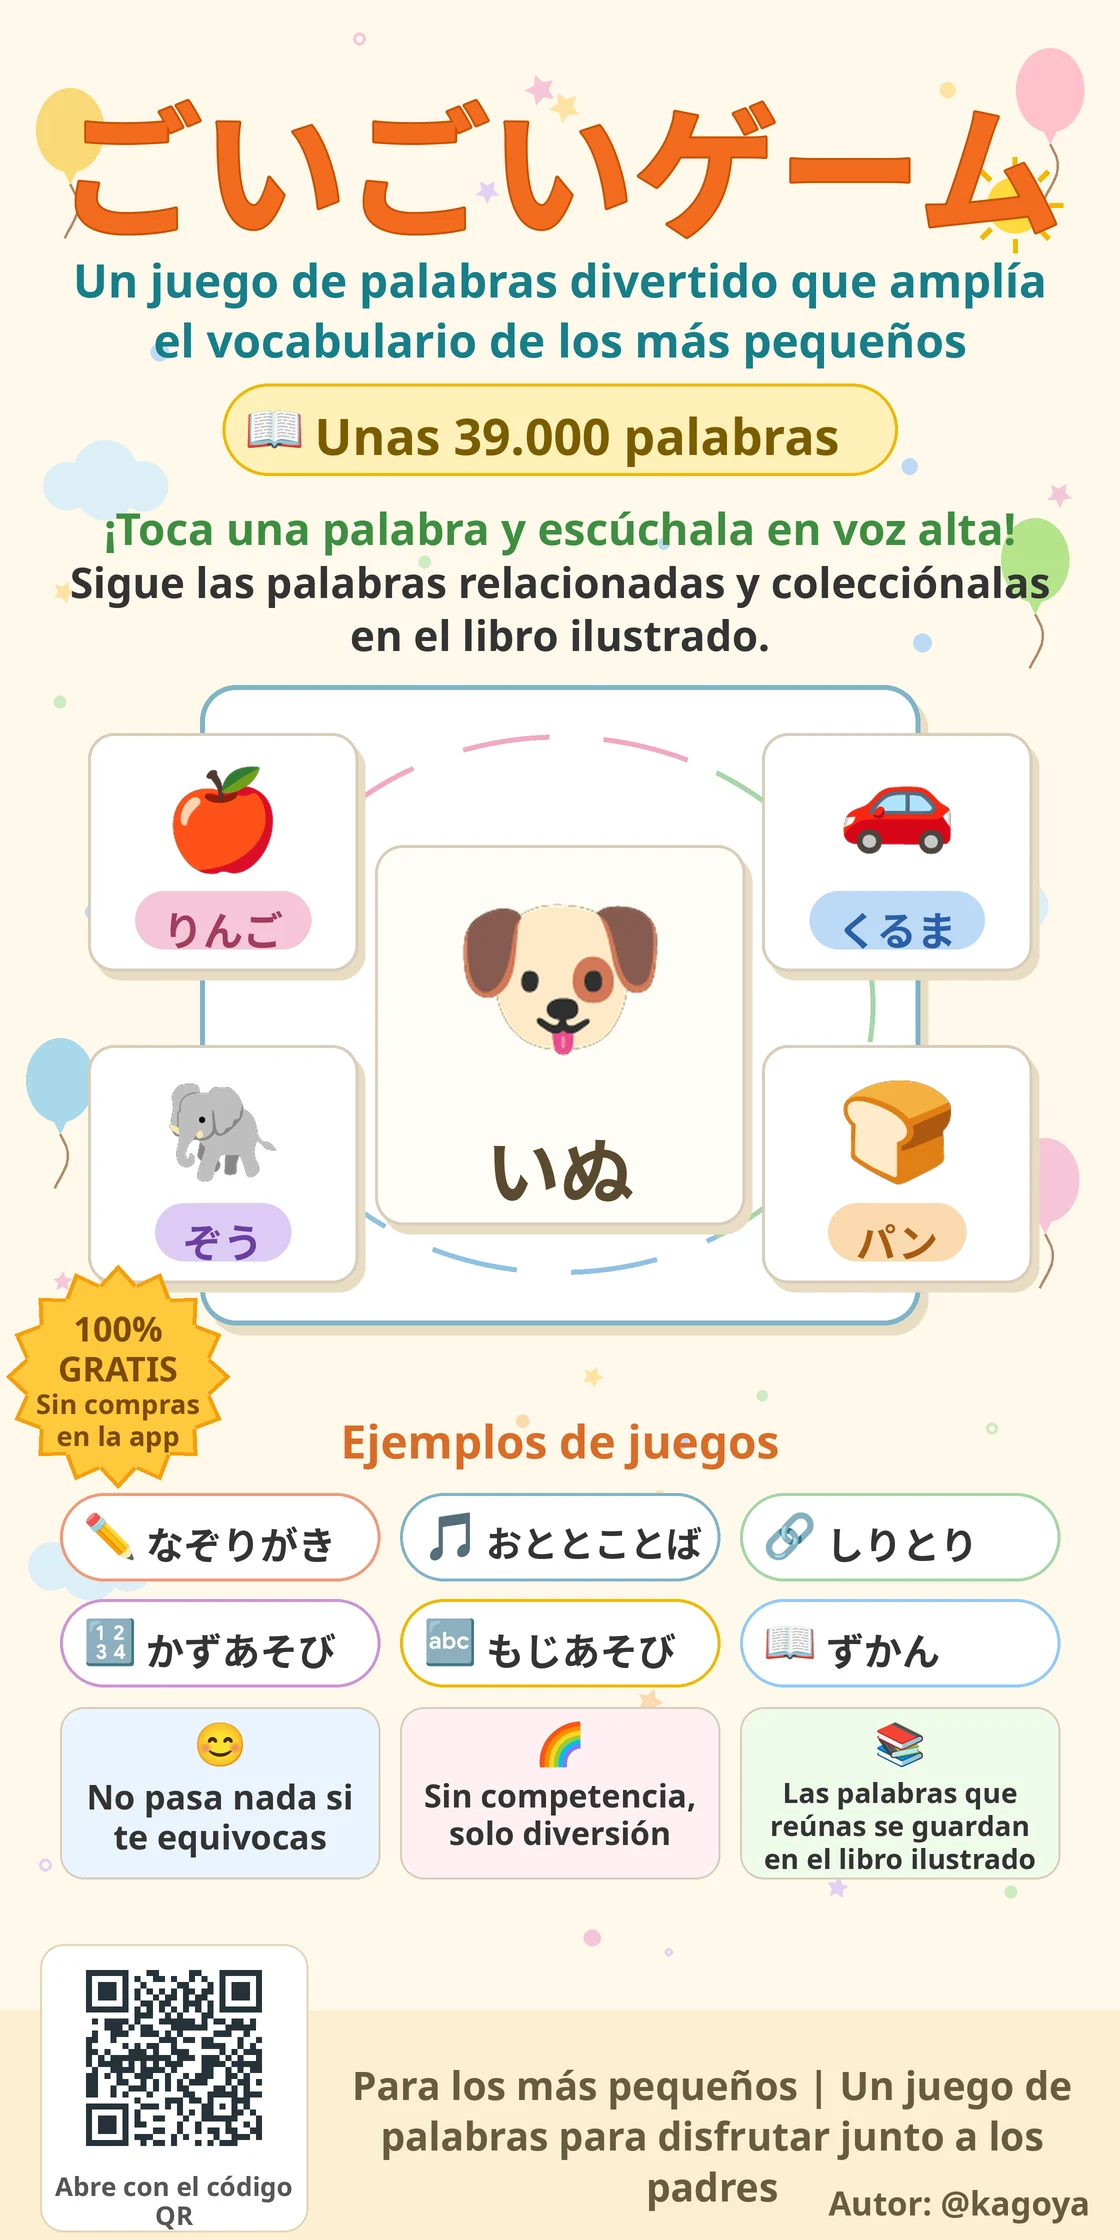 ごいごいゲーム
Un juego de palabras divertido que amplía
el vocabulario de los más pequeños
Unas 39.000 palabras
¡Toca una palabra y escúchala en voz alta!
Sigue las palabras relacionadas y colecciónalas
en el libro ilustrado.
りんご
くるま
いぬ
ぞう
パン
100%
GRATIS
Sin compras
en la app
Ejemplos de juegos
なぞりがき
おととことば
しりとり
1234 かずあそび
abc もじあそび
ずかん
No pasa nada si
te equivocas
Sin competencia,
solo diversión
Las palabras que
reúnas se guardan
en el libro ilustrado
Abre con el código
QR
Para los más pequeños | Un juego de
palabras para disfrutar junto a los
padres
Autor: @kagoya